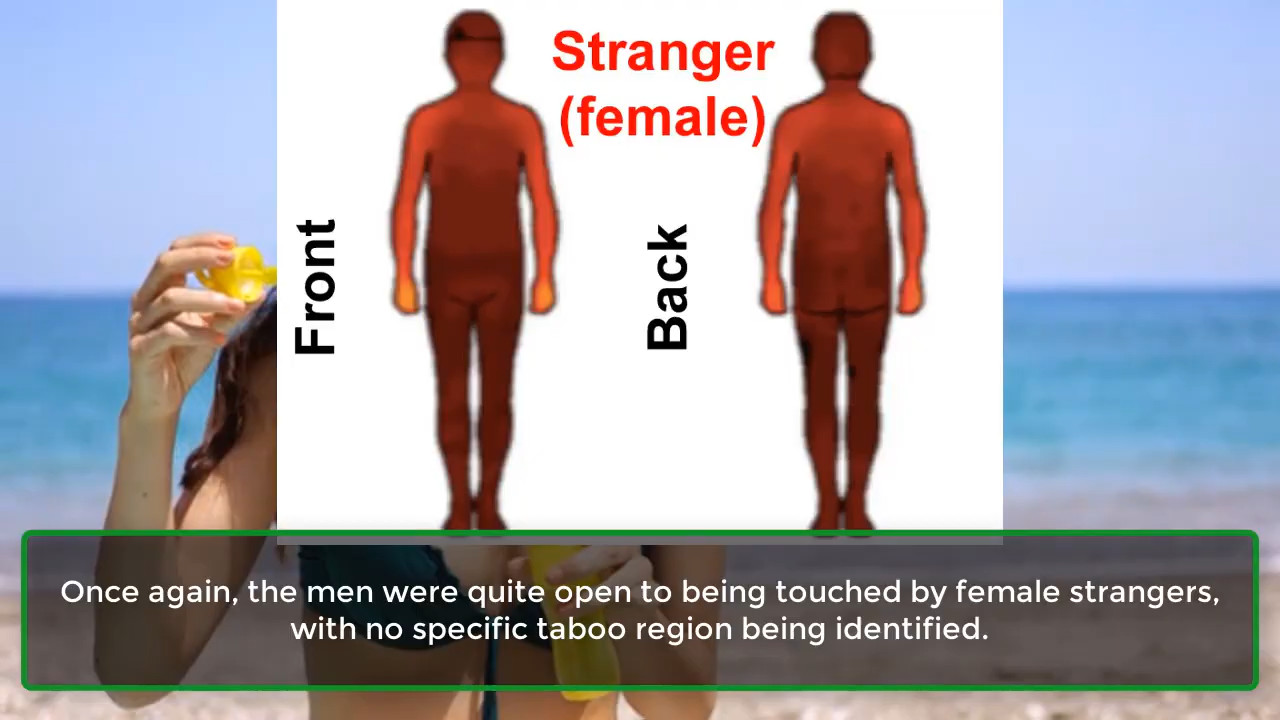 Stranger
(female)
Front
Back
Once again, the men were quite open to being touched by female strangers,
with no specific taboo region being identified.